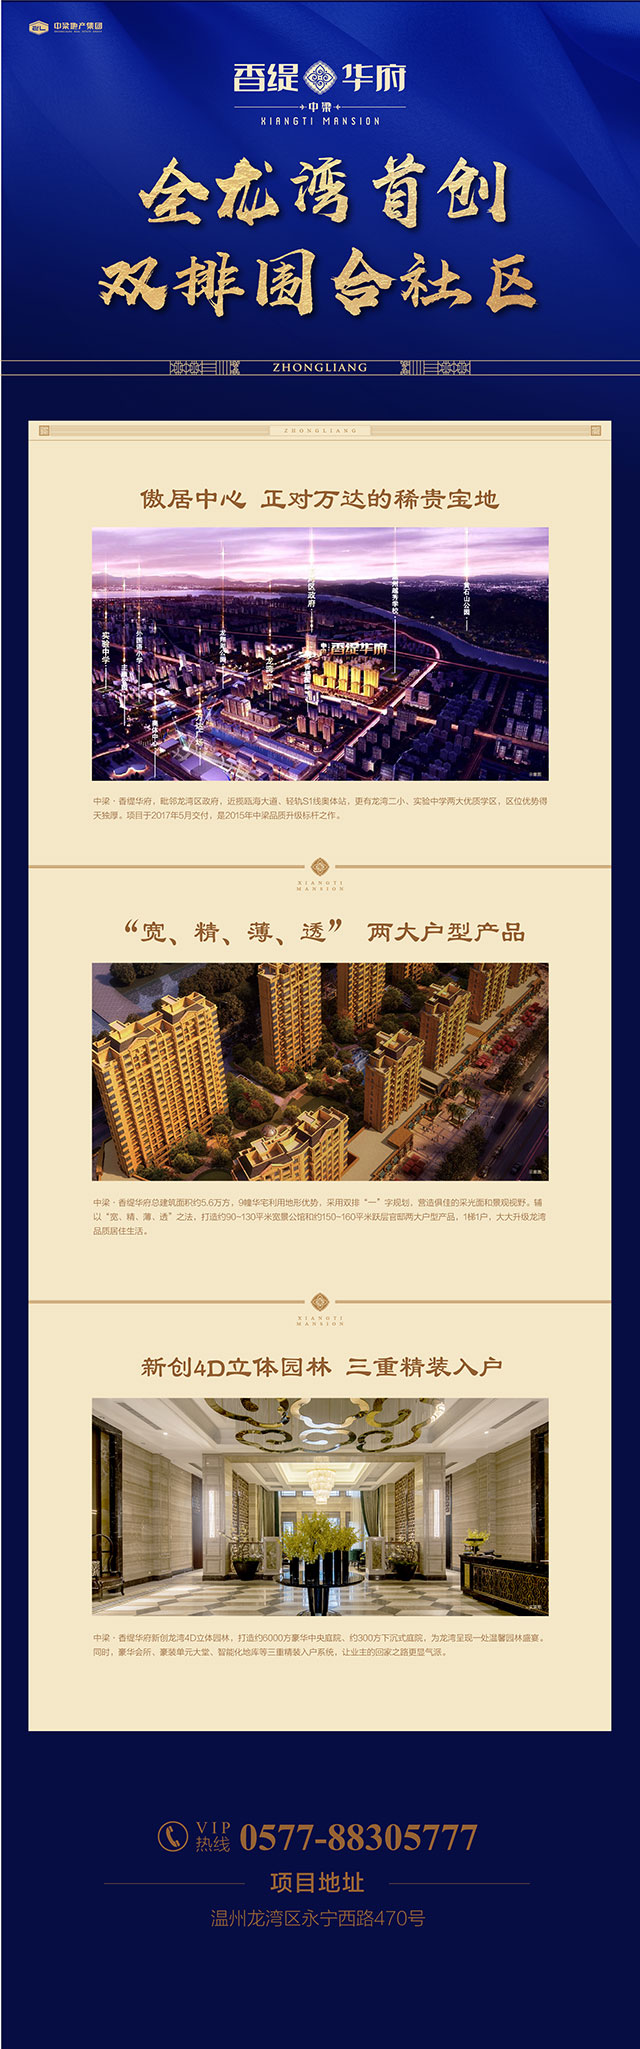 中梁地产集团
香缇华府
中梁
XIANGTI MANSION
全龙湾首创
双排围合社区
ZHONGLIANG
ZHONGLIANG
傲居中心 正对万达的稀贵宝地
实验中学
外国语小学
龙湾二小
区政府
越秀学校
黄石山公园
奥体中心
香缇华府
示意图
中梁·香缇华府，毗邻龙湾区政府，近揽瓯海大道、轻轨S1线奥体站，更有龙湾二小、实验中学两大优质学区，区位优势得
天独厚。项目于2017年5月交付，是2015年中梁品质升级标杆之作。
XIANGTI
MANSION
“宽、精、薄、透” 两大户型产品
示意图
中梁·香缇华府总建筑面积约5.6万方，9幢华宅利用地形优势，采用双排“一”字规划，营造俱佳的采光面和景观视野。辅
以“宽、精、薄、透”之法，打造约90-130平米宽景公馆和约150-160平米跃层官邸两大户型产品，1梯1户，大大升级龙湾
品质居住生活。
XIANGTI
MANSION
新创4D立体园林 三重精装入户
中梁·香缇华府新创龙湾4D立体园林，打造约6000方豪华中央庭院、约300方下沉式庭院，为龙湾呈现一处温馨园林盛宴。
同时，豪华会所、豪装单元大堂、智能化地库等三重精装入户系统，让业主的回家之路更显气派。
VIP
热线
0577-88305777
项目地址
温州龙湾区永宁西路470号